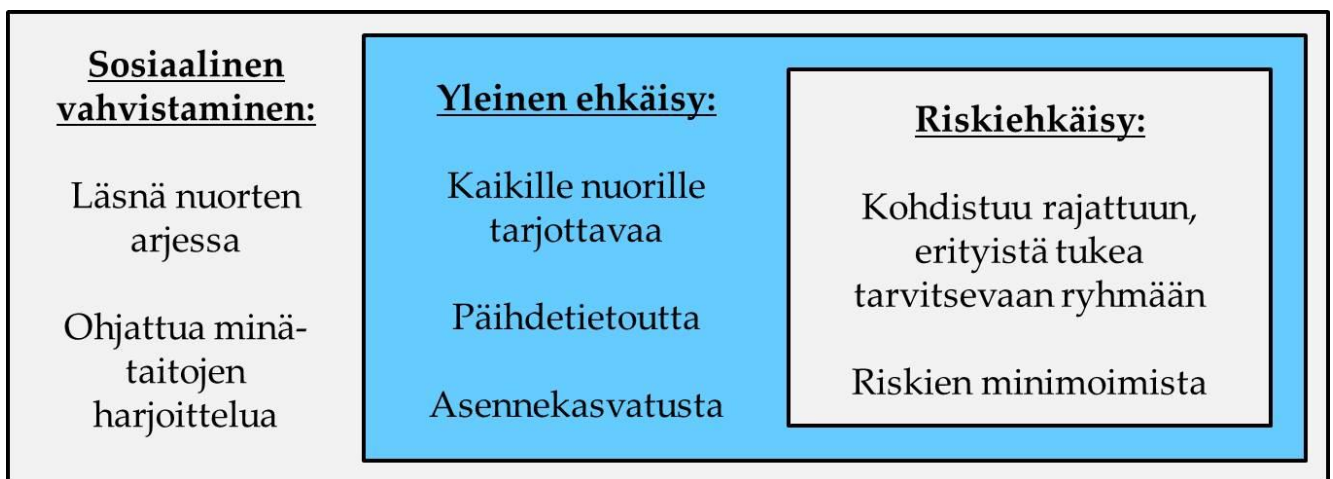 Sosiaalinen
vahvistaminen:
Läsnä nuorten
arjessa
Ohjattua minä-
taitojen
harjoittelua
Yleinen ehkäisy:
Kaikille nuorille
tarjottavaa
Päihdetietoutta
Asennekasvatusta
Riskiehkäisy:
Kohdistuu rajattuun,
erityistä tukea
tarvitsevaan ryhmään
Riskien minimoimista